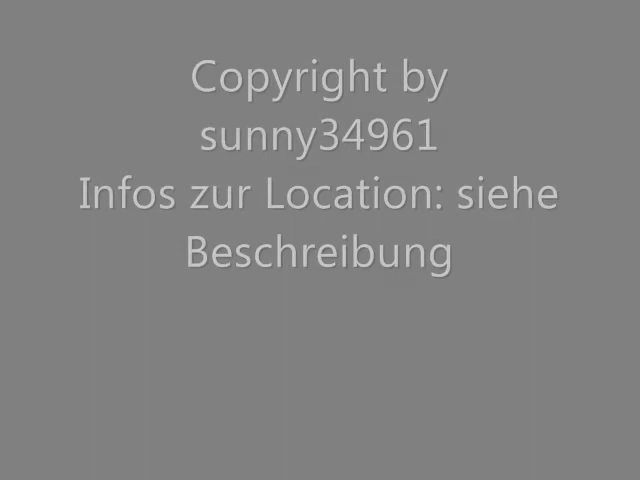 Copyright by
sunny34961
Infos zur Location: siehe
Beschreibung